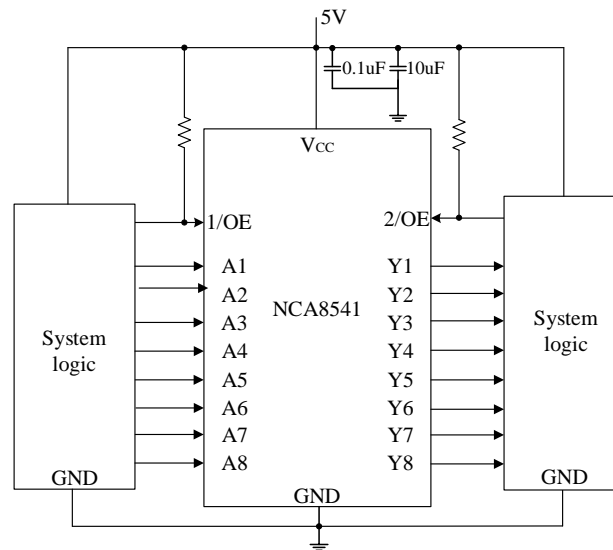 5V
0.1uF
10uF
VCC
1/OE
2/OE
A1
Y1
A2
Y2
NCA8541
A3
Y3
System
logic
System
logic
A4
Y4
A5
Y5
A6
Y6
A7
Y7
A8
Y8
GND
GND
GND